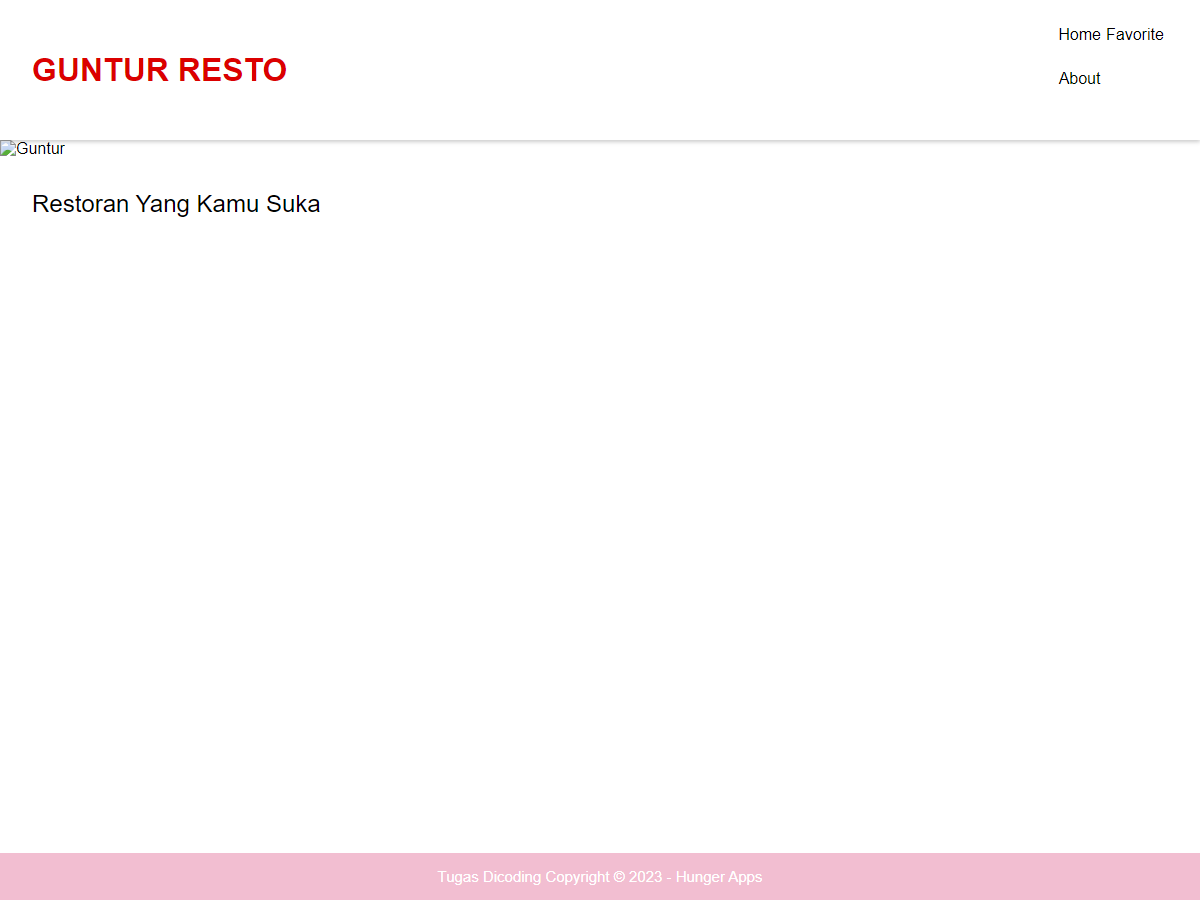 GUNTUR RESTO
Home Favorite
About
Guntur
Restoran Yang Kamu Suka
Tugas Dicoding Copyright © 2023 - Hunger Apps